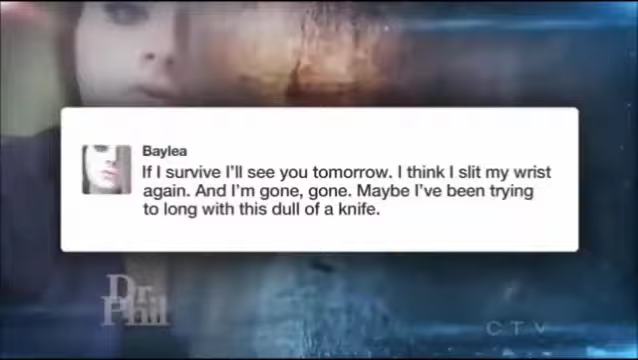 Baylea
If I survive I'll see you tomorrow. I think I slit my wrist
again. And I'm gone, gone. Maybe I've been trying
to long with this dull of a knife.
Dr.
Phil
CTV